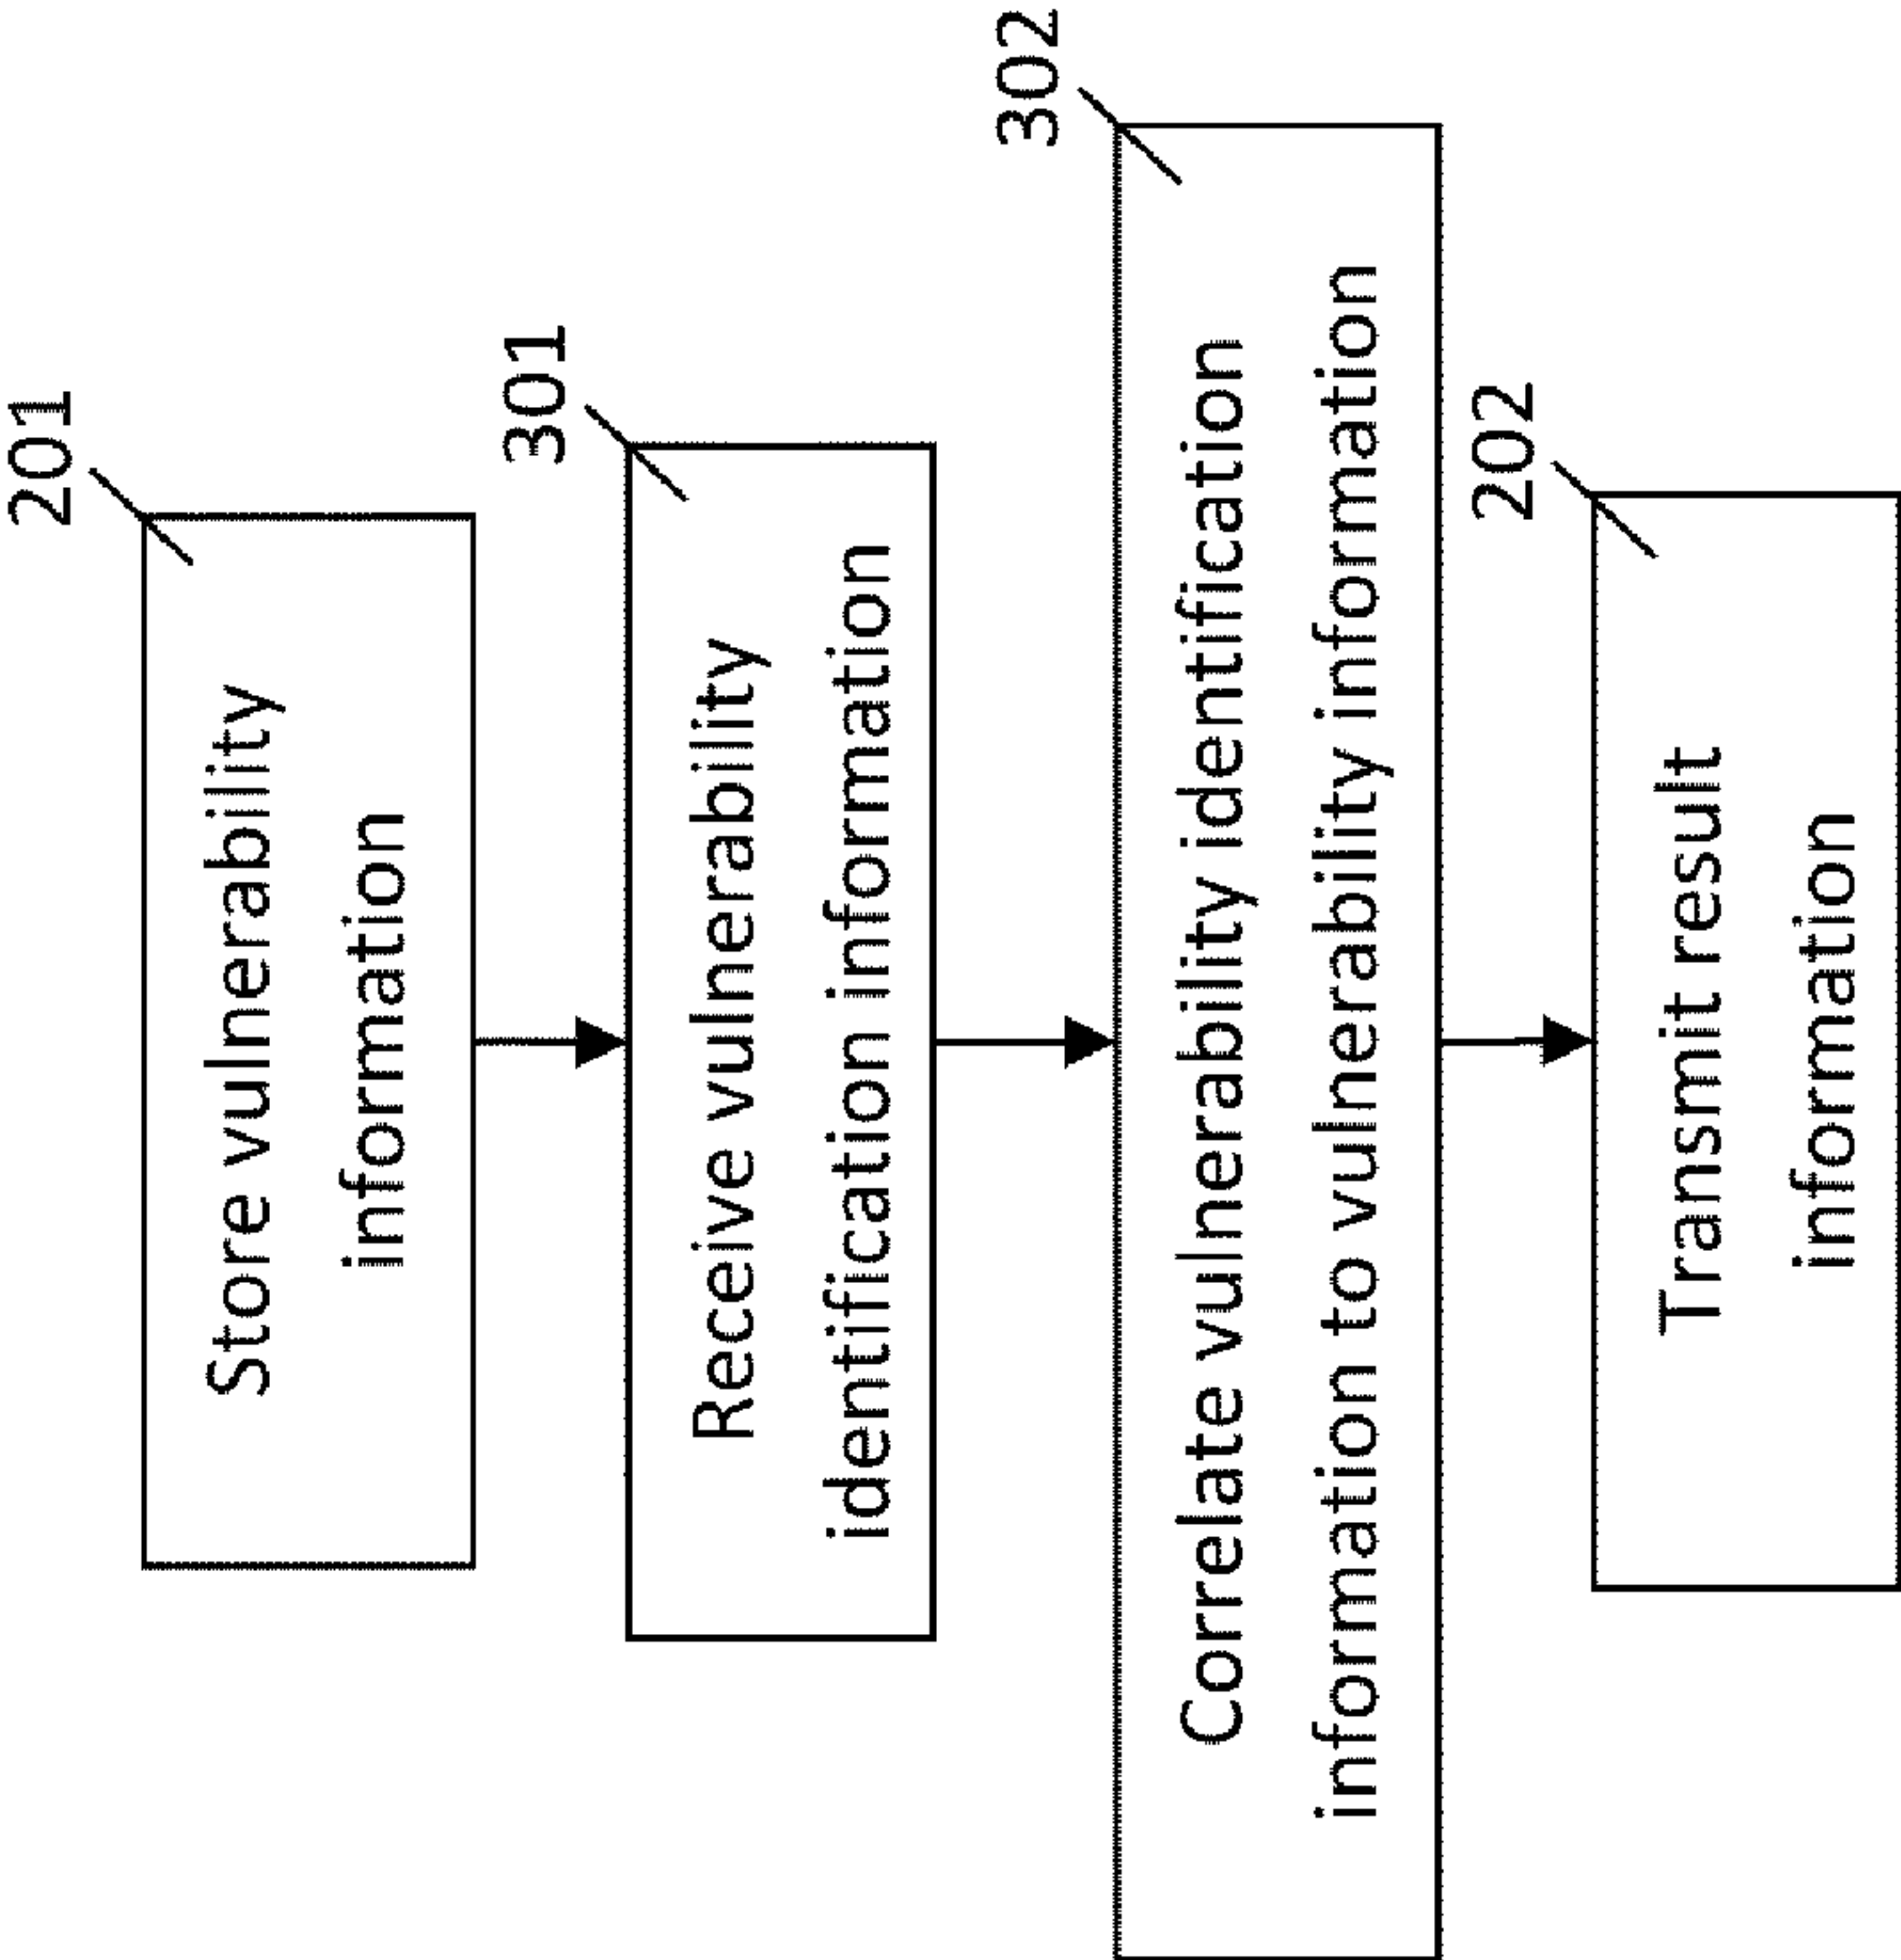 201
Store vulnerability
information
301
Receive vulnerability
identification information
302
Correlate vulnerability identification
information to vulnerability information
202
Transmit result
information